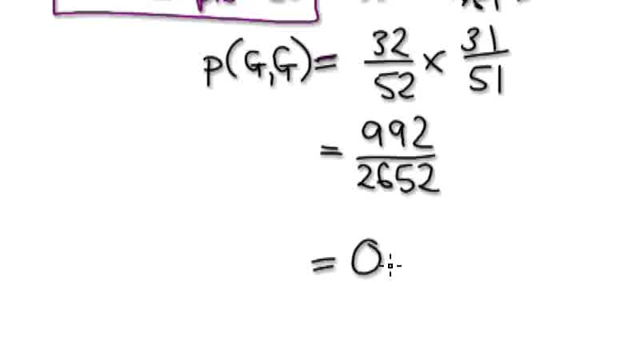 P(G,G) = 32/52 × 31/51
= 992/2652
= 0